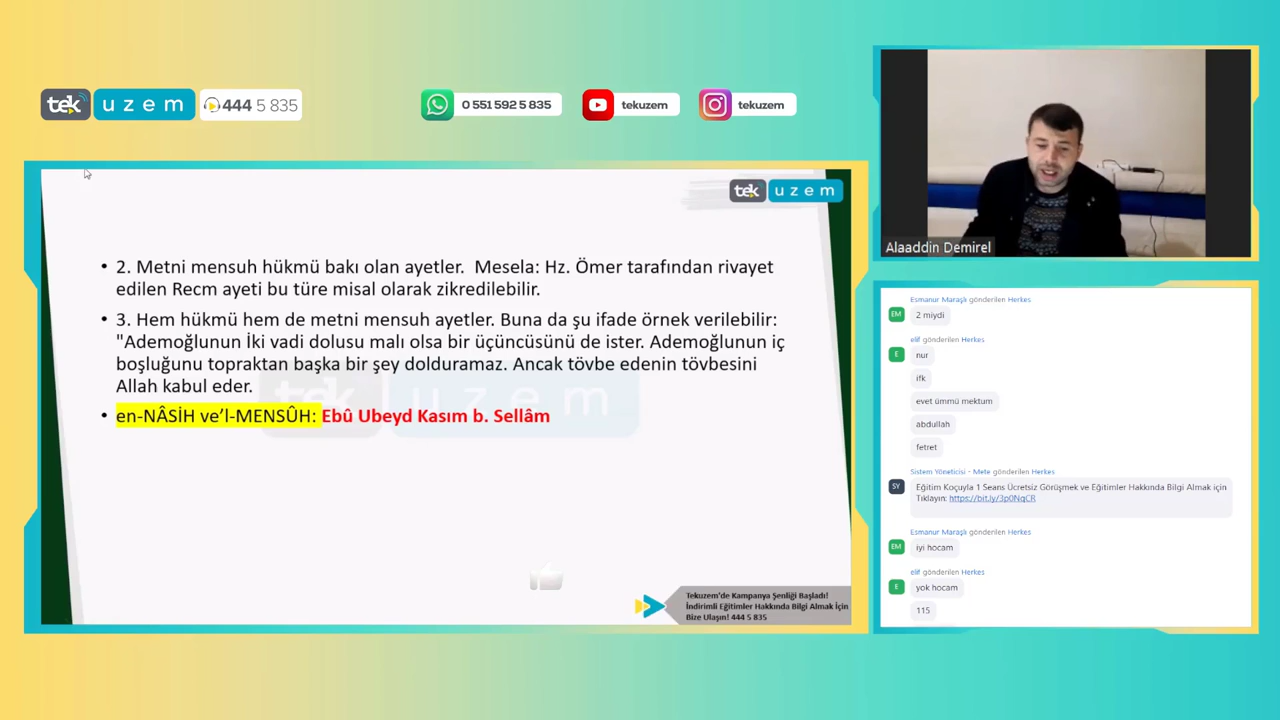 tek uzem 444 5 835
0 551 592 5 835
tekuzem
tekuzem
tek uzem
• 2. Metni mensuh hükmü bakı olan ayetler. Mesela: Hz. Ömer tarafından rivayet
edilen Recm ayeti bu türe misal olarak zikredilebilir.
• 3. Hem hükmü hem de metni mensuh ayetler. Buna da şu ifade örnek verilebilir:
"Ademoğlunun İki vadi dolusu malı olsa bir üçüncüsünü de ister. Ademoğlunun iç
boşluğunu topraktan başka bir şey dolduramaz. Ancak tövbe edenin tövbesini
Allah kabul eder.
tek uzem
• en-NÂSİH ve’l-MENSÛH: Ebû Ubeyd Kasım b. Sellâm
Tekuzem'de Kampanya Şenliği Başladı!
İndirimli Eğitimler Hakkında Bilgi Almak İçin
Bize Ulaşın! 444 5 835
Alaaddin Demirel
Esmanur Maraşlı gönderilen Herkes
EM 2 miydi
elif gönderilen Herkes
E nur
ifk
evet ümmü mektum
abdullah
fetret
Sistem Yöneticisi - Mete gönderilen Herkes
SY Eğitim Koçuyla 1 Seans Ücretsiz Görüşmek ve Eğitimler Hakkında Bilgi Almak için
Tıklayın: https://bit.ly/3p0NqCR
Esmanur Maraşlı gönderilen Herkes
EM iyi hocam
elif gönderilen Herkes
E yok hocam
115